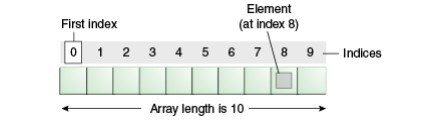 Element
(at index 8)
First index
0 1 2 3 4 5 6 7 8 9 Indices
Array length is 10